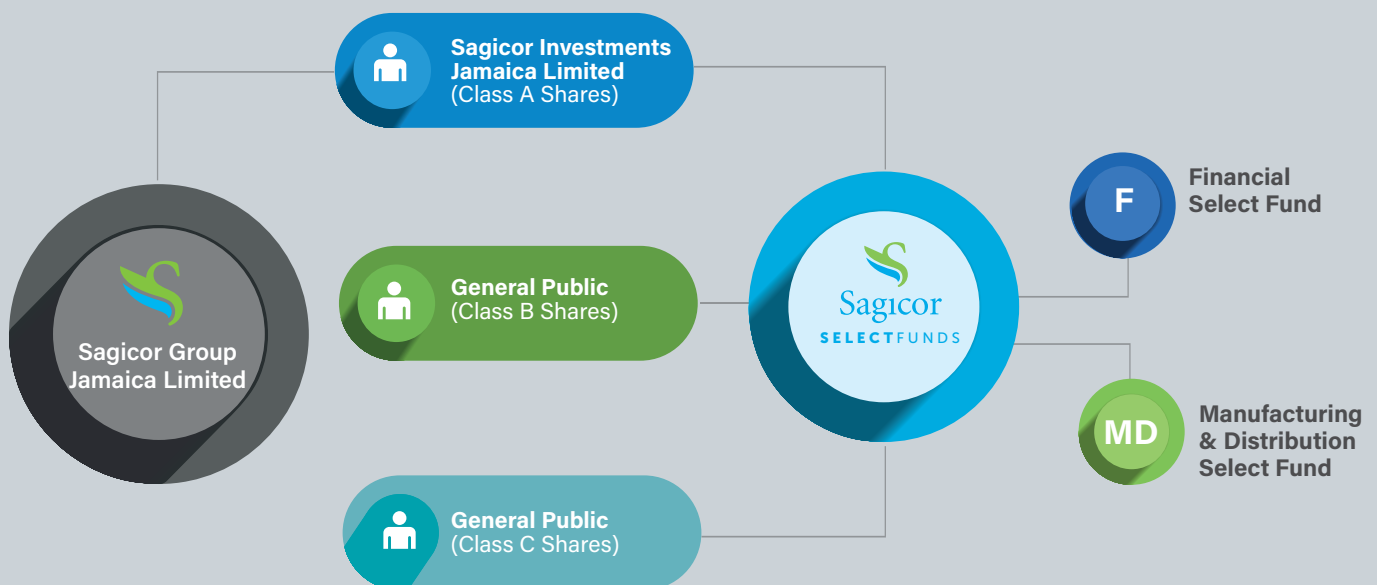 Sagicor Group
Jamaica Limited
Sagicor Investments
Jamaica Limited
(Class A Shares)
General Public
(Class B Shares)
General Public
(Class C Shares)
Sagicor
SELECTFUNDS
F
Financial
Select Fund
MD
Manufacturing
& Distribution
Select Fund